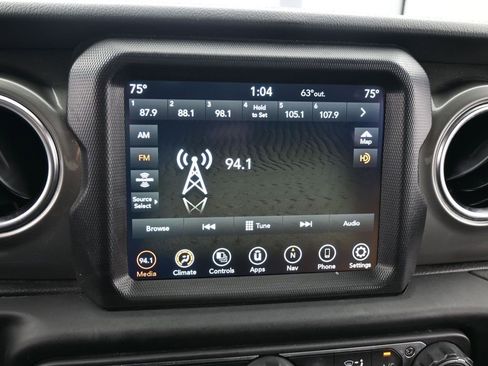 75° 1:04 63°out. 75°
1 2 3 4 5 6
87.9 88.1 98.1 Hold to Set 105.1 107.9
AM
FM
94.1
Map
HD
Source Select
Browse Tune Audio
94.1
Media Climate Controls Apps Nav Phone Settings